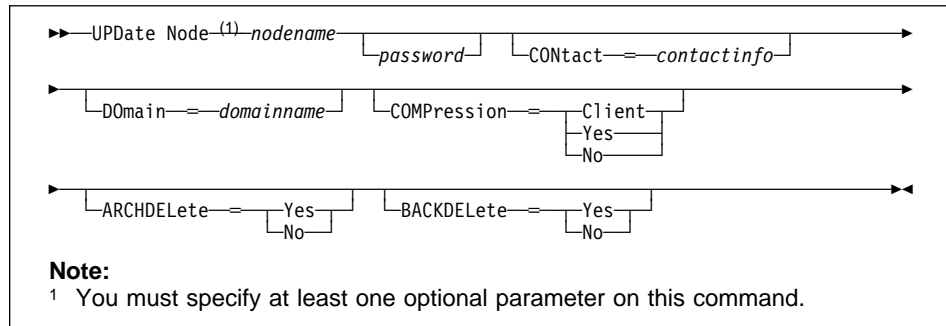 UPDate Node (1) nodename password CONtact = contactinfo
DOmain = domainname COMPression = Client
Yes
No
ARCHDELete = Yes BACKDELete = Yes
No No
Note:
1 You must specify at least one optional parameter on this command.